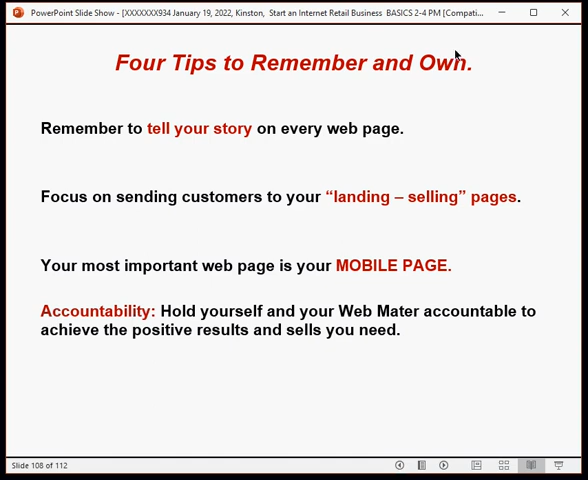 PowerPoint Slide Show - [XXXXXXX934 January 19, 2022, Kinston, Start an Internet Retail Business BASICS 2-4 PM [Compati...
Four Tips to Remember and Own.
Remember to tell your story on every web page.
Focus on sending customers to your “landing – selling” pages.
Your most important web page is your MOBILE PAGE.
Accountability: Hold yourself and your Web Mater accountable to
achieve the positive results and sells you need.
Slide 108 of 112